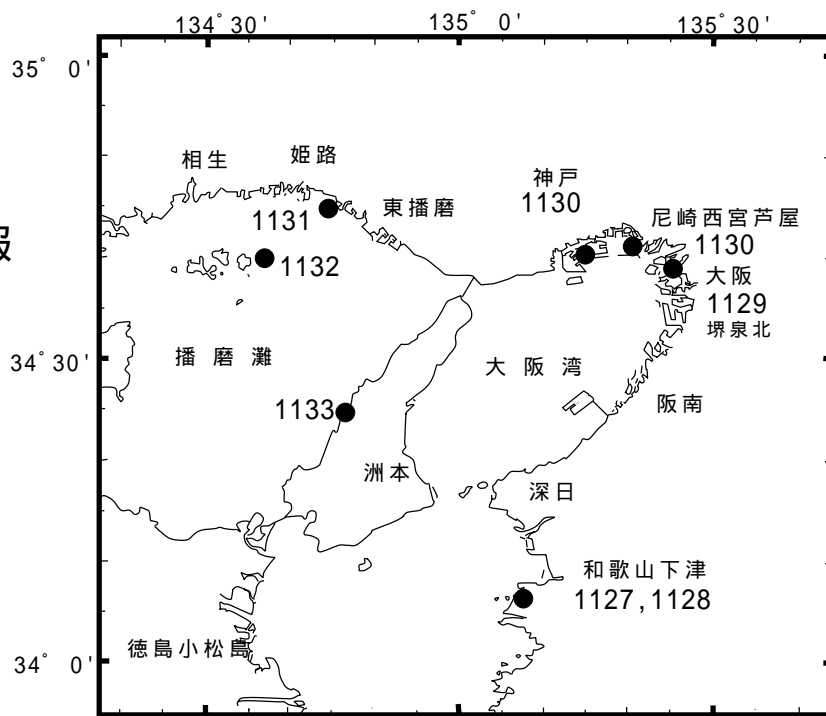 134° 30'
135° 0'
135° 30'
35° 0'
相生
姫路
神戸
1130
東播磨
1131
尼崎西宮芦屋
1130
報
1132
大阪
1129
堺泉北
34° 30'
播磨灘
大阪湾
1133
阪南
洲本
深日
和歌山下津
1127,1128
徳島小松島
34° 0'